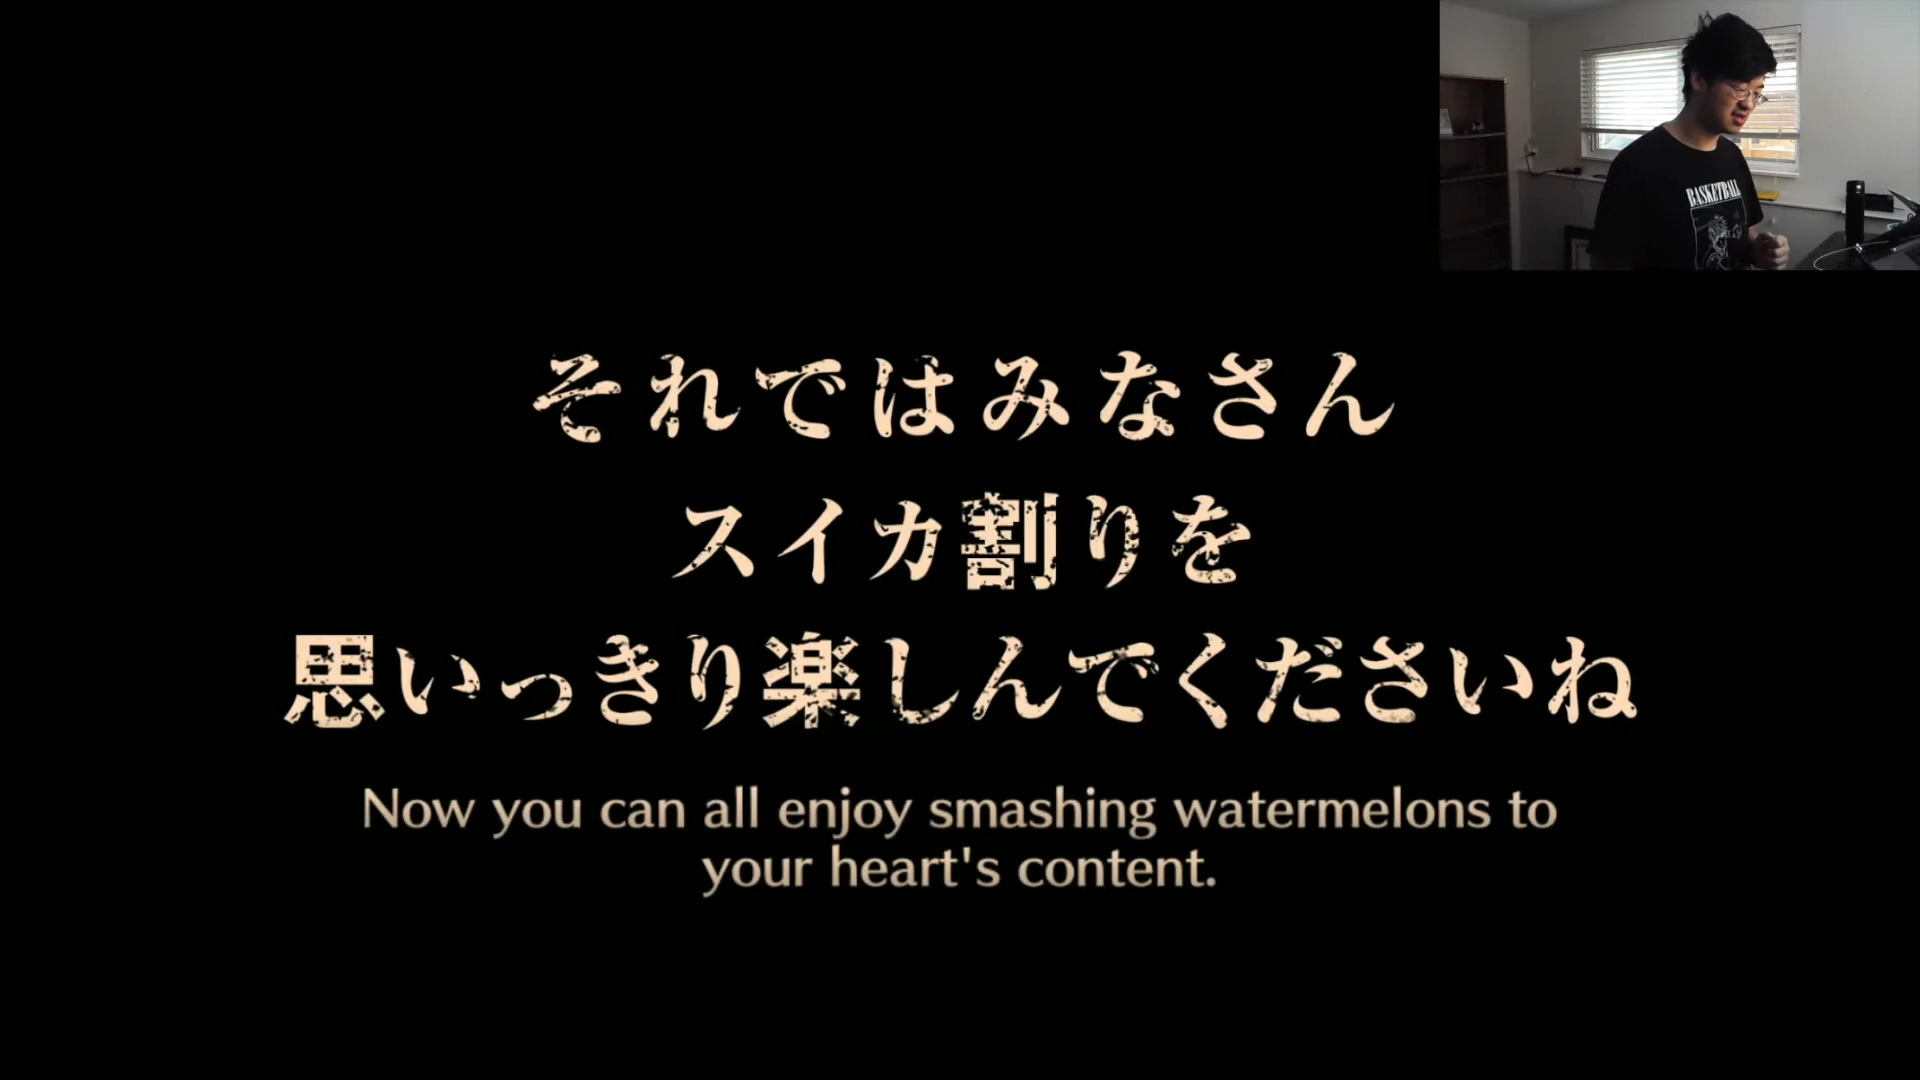 BASKETBALL
それではみなさん
スイカ割りを
思いっきり楽しんでくださいね
Now you can all enjoy smashing watermelons to
your heart's content.